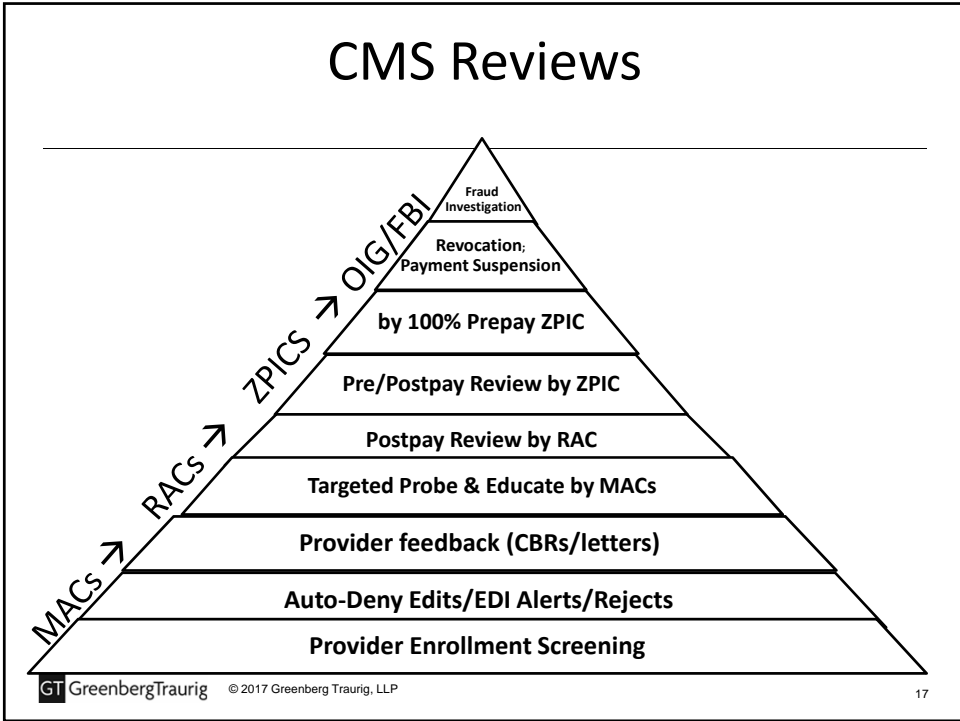 CMS Reviews
Fraud
Investigation
Revocation;
Payment Suspension
by 100% Prepay ZPIC
Pre/Postpay Review by ZPIC
Postpay Review by RAC
Targeted Probe & Educate by MACs
Provider feedback (CBRs/letters)
Auto-Deny Edits/EDI Alerts/Rejects
Provider Enrollment Screening
MACs → RACs → ZPICS → OIG/FBI
GT GreenbergTraurig © 2017 Greenberg Traurig, LLP
17